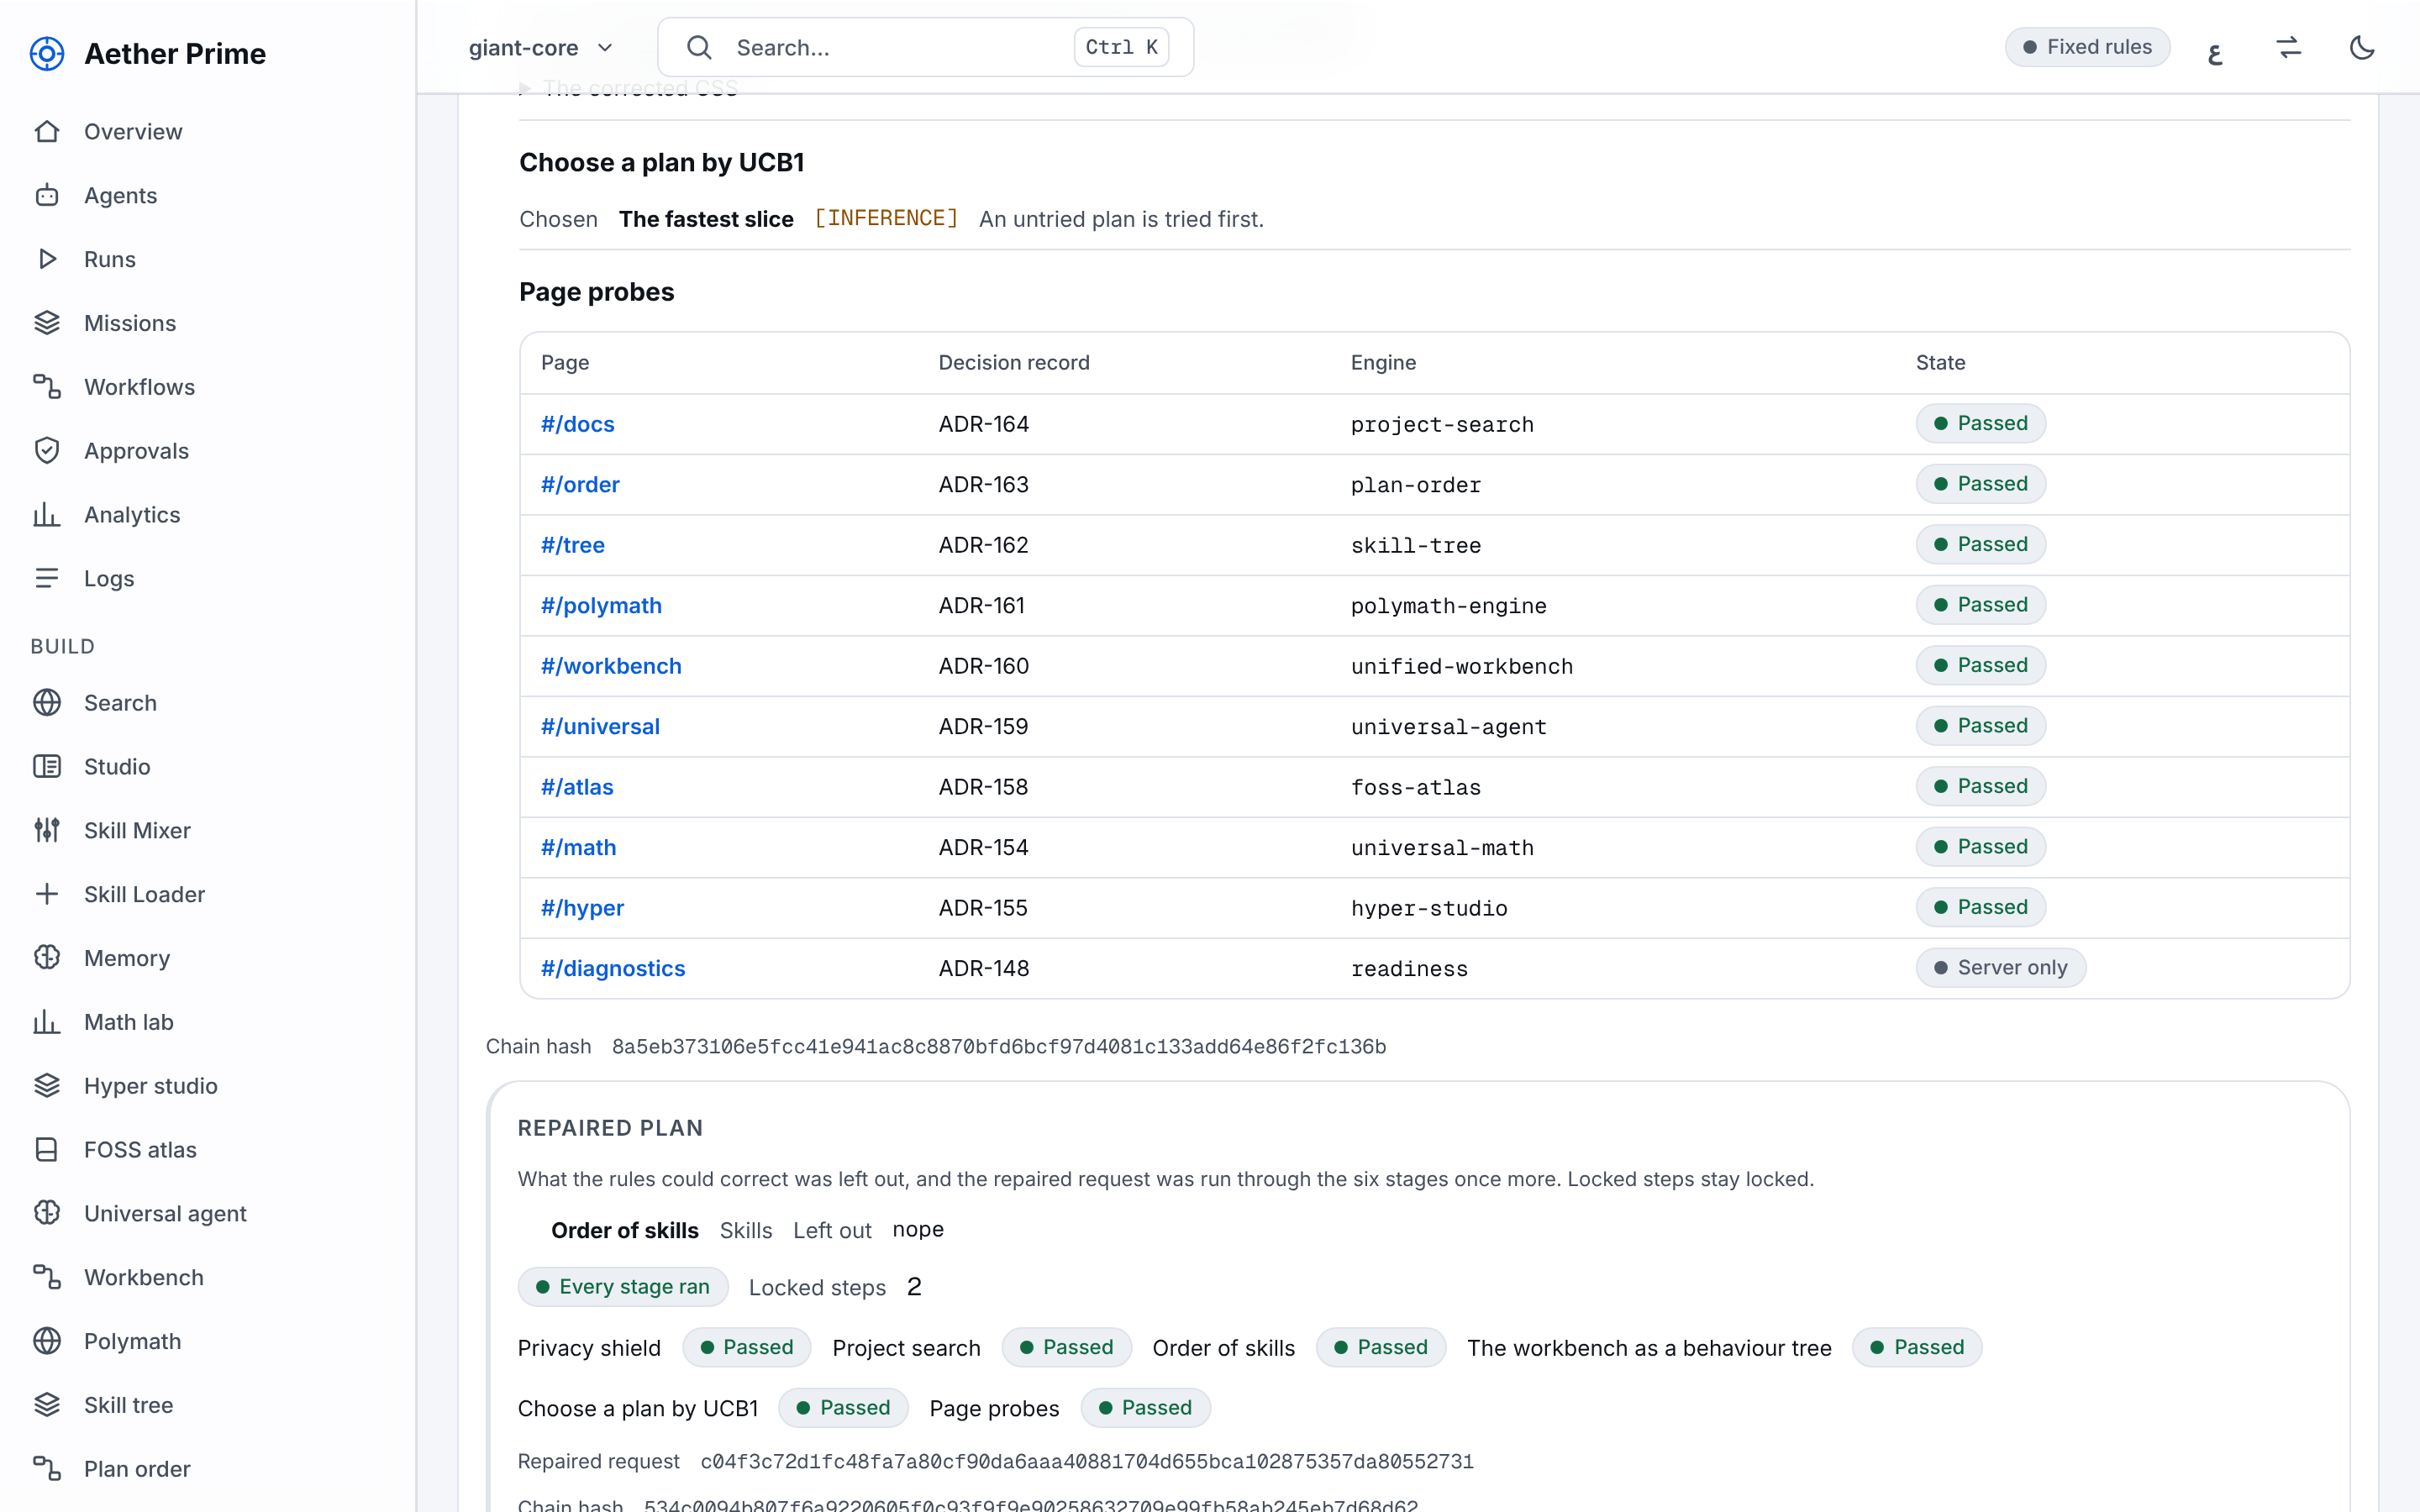 Aether Prime
Overview
Agents
Runs
Missions
Workflows
Approvals
Analytics
Logs
BUILD
Search
Studio
Skill Mixer
Skill Loader
Memory
Math lab
Hyper studio
FOSS atlas
Universal agent
Workbench
Polymath
Skill tree
Plan order
giant-core
Search...
Ctrl K
Fixed rules
ع
The corrected CSS
Choose a plan by UCB1
Chosen The fastest slice [INFERENCE] An untried plan is tried first.
Page probes
Page Decision record Engine State
#/docs ADR-164 project-search Passed
#/order ADR-163 plan-order Passed
#/tree ADR-162 skill-tree Passed
#/polymath ADR-161 polymath-engine Passed
#/workbench ADR-160 unified-workbench Passed
#/universal ADR-159 universal-agent Passed
#/atlas ADR-158 foss-atlas Passed
#/math ADR-154 universal-math Passed
#/hyper ADR-155 hyper-studio Passed
#/diagnostics ADR-148 readiness Server only
Chain hash 8a5eb373106e5fcc41e941ac8c8870bfd6bcf97d4081c133add64e86f2fc136b
REPAIRED PLAN
What the rules could correct was left out, and the repaired request was run through the six stages once more. Locked steps stay locked.
Order of skills Skills Left out nope
Every stage ran Locked steps 2
Privacy shield Passed Project search Passed Order of skills Passed The workbench as a behaviour tree Passed
Choose a plan by UCB1 Passed Page probes Passed
Repaired request c04f3c72d1fc48fa7a80cf90da6aaa40881704d655bca102875357da80552731
Chain hash 534c0094b807f6a9220605f0c93f9f9e90258632709e99fb58ab245eb7d68d62